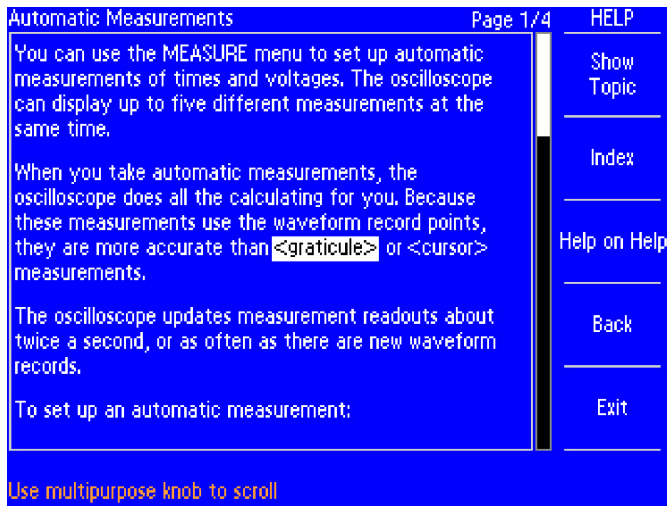 Automatic Measurements Page 1/4 HELP
You can use the MEASURE menu to set up automatic
measurements of times and voltages. The oscilloscope
can display up to five different measurements at the
same time.
When you take automatic measurements, the
oscilloscope does all the calculating for you. Because
these measurements use the waveform record points,
they are more accurate than <graticule> or <cursor>
measurements.
The oscilloscope updates measurement readouts about
twice a second, or as often as there are new waveform
records.
To set up an automatic measurement:
Show
Topic
Index
Help on Help
Back
Exit
Use multipurpose knob to scroll